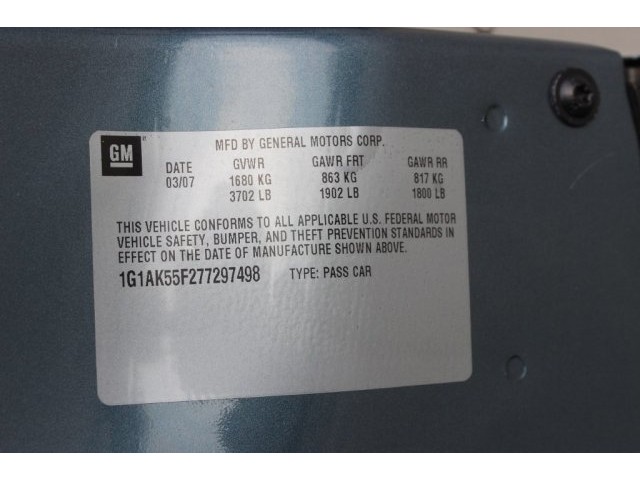 GM
MFD BY GENERAL MOTORS CORP.
DATE GVWR GAWR FRT GAWR RR
03/07 1680 KG 863 KG 817 KG
3702 LB 1902 LB 1800 LB
THIS VEHICLE CONFORMS TO ALL APPLICABLE U.S. FEDERAL MOTOR
VEHICLE SAFETY, BUMPER, AND THEFT PREVENTION STANDARDS IN
EFFECT ON THE DATE OF MANUFACTURE SHOWN ABOVE.
1G1AK55F277297498 TYPE: PASS CAR